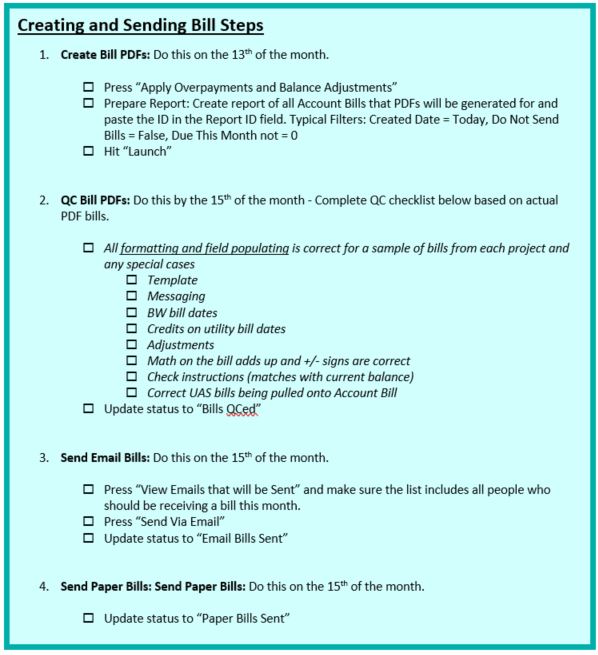 Creating and Sending Bill Steps
1. Create Bill PDFs: Do this on the 13th of the month.
☐ Press “Apply Overpayments and Balance Adjustments”
☐ Prepare Report: Create report of all Account Bills that PDFs will be generated for and
paste the ID in the Report ID field. Typical Filters: Created Date = Today, Do Not Send
Bills = False, Due This Month not = 0
☐ Hit “Launch”
2. QC Bill PDFs: Do this by the 15th of the month - Complete QC checklist below based on actual
PDF bills.
☐ All formatting and field populating is correct for a sample of bills from each project and
any special cases
☐ Template
☐ Messaging
☐ BW bill dates
☐ Credits on utility bill dates
☐ Adjustments
☐ Math on the bill adds up and +/- signs are correct
☐ Check instructions (matches with current balance)
☐ Correct UAS bills being pulled onto Account Bill
☐ Update status to “Bills QCed”
3. Send Email Bills: Do this on the 15th of the month.
☐ Press “View Emails that will be Sent” and make sure the list includes all people who
should be receiving a bill this month.
☐ Press “Send Via Email”
☐ Update status to “Email Bills Sent”
4. Send Paper Bills: Send Paper Bills: Do this on the 15th of the month.
☐ Update status to “Paper Bills Sent”